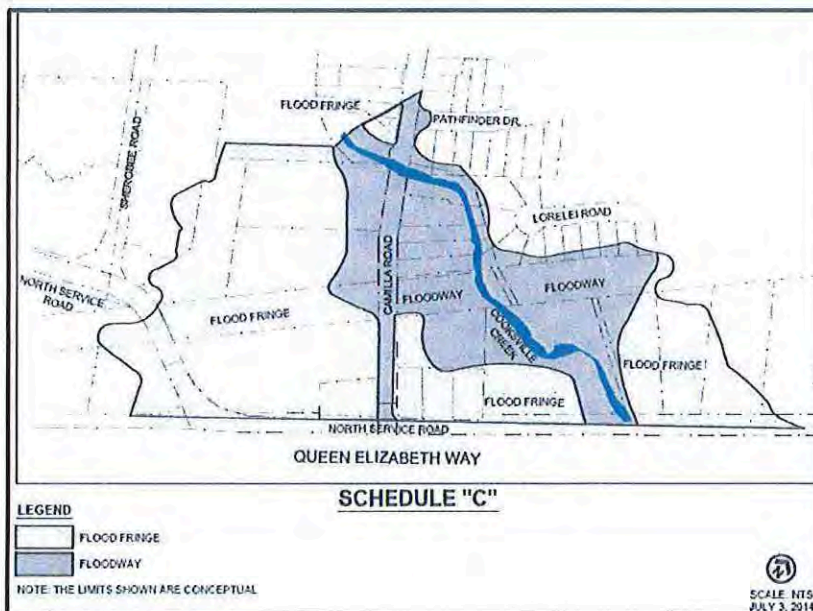 FLOOD FRINGE
PATHFINDER DR.
SHEROBEE ROAD
LORELEI ROAD
CAMILLA ROAD
NORTH SERVICE
ROAD
FLOODWAY
FLOODWAY
FLOOD FRINGE
COOKSVILLE
CREEK
FLOOD FRINGE
FLOOD FRINGE
NORTH SERVICE ROAD
QUEEN ELIZABETH WAY
SCHEDULE "C"
LEGEND
FLOOD FRINGE
FLOODWAY
NOTE: THE LIMITS SHOWN ARE CONCEPTUAL
SCALE: NTS
JULY 3, 2014